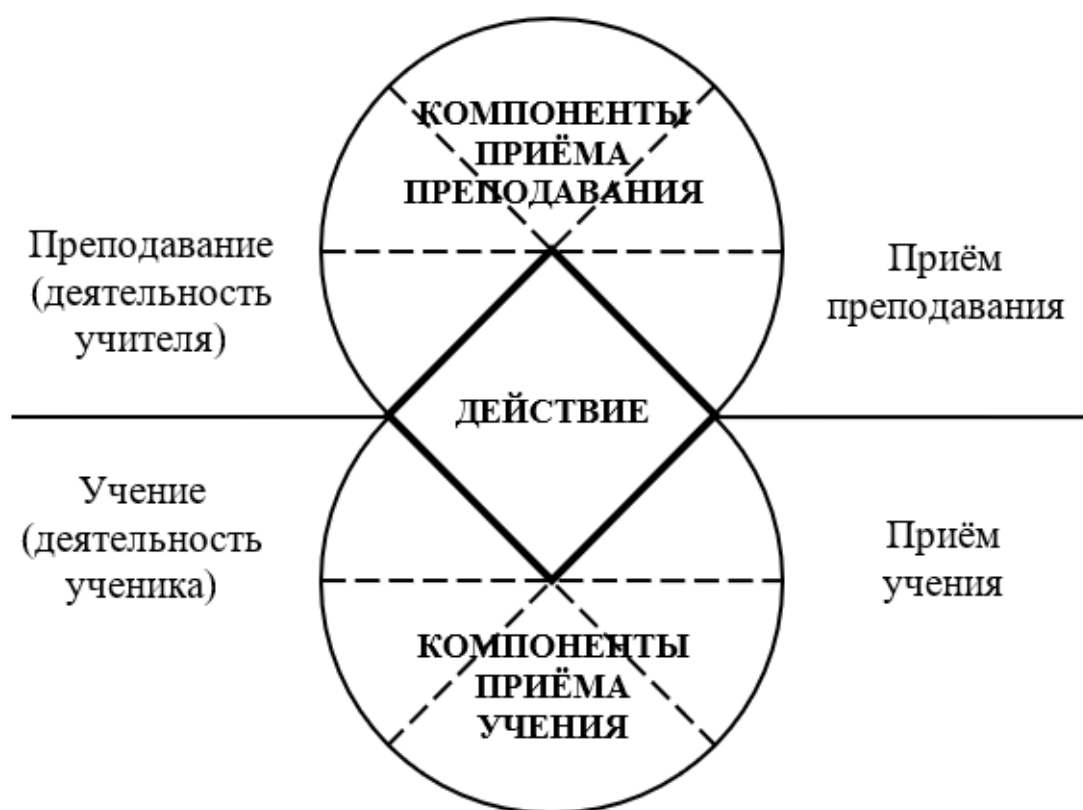 КОМПОНЕНТЫ
ПРИЁМА
ПРЕПОДАВАНИЯ
Преподавание
(деятельность
учителя)
Приём
преподавания
ДЕЙСТВИЕ
Учение
(деятельность
ученика)
Приём
учения
КОМПОНЕНТЫ
ПРИЁМА
УЧЕНИЯ